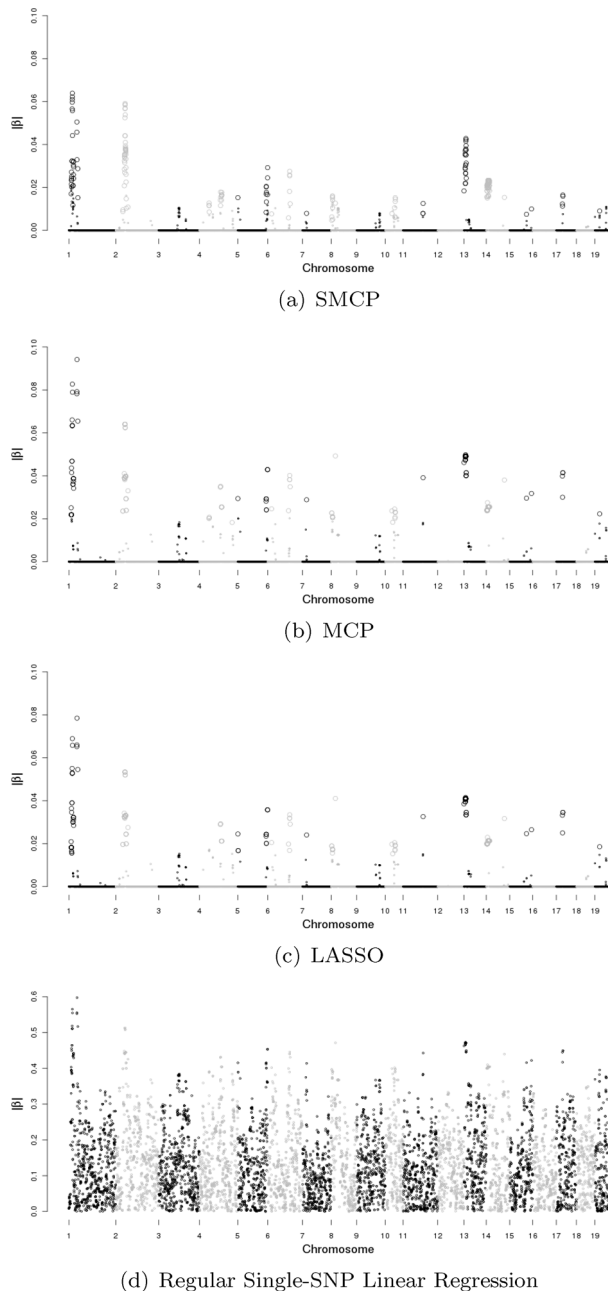 0.10
0.08
0.06
0.04
0.02
0.00
|β|
1 2 3 4 5 6 7 8 9 10 11 12 13 14 15 16 17 18 19
Chromosome
(a) SMCP
0.10
0.08
0.06
0.04
0.02
0.00
|β|
1 2 3 4 5 6 7 8 9 10 11 12 13 14 15 16 17 18 19
Chromosome
(b) MCP
0.10
0.08
0.06
0.04
0.02
0.00
|β|
1 2 3 4 5 6 7 8 9 10 11 12 13 14 15 16 17 18 19
Chromosome
(c) LASSO
0.6
0.5
0.4
0.3
0.2
0.1
0.0
|β|
1 2 3 4 5 6 7 8 9 10 11 12 13 14 15 16 17 18 19
Chromosome
(d) Regular Single-SNP Linear Regression